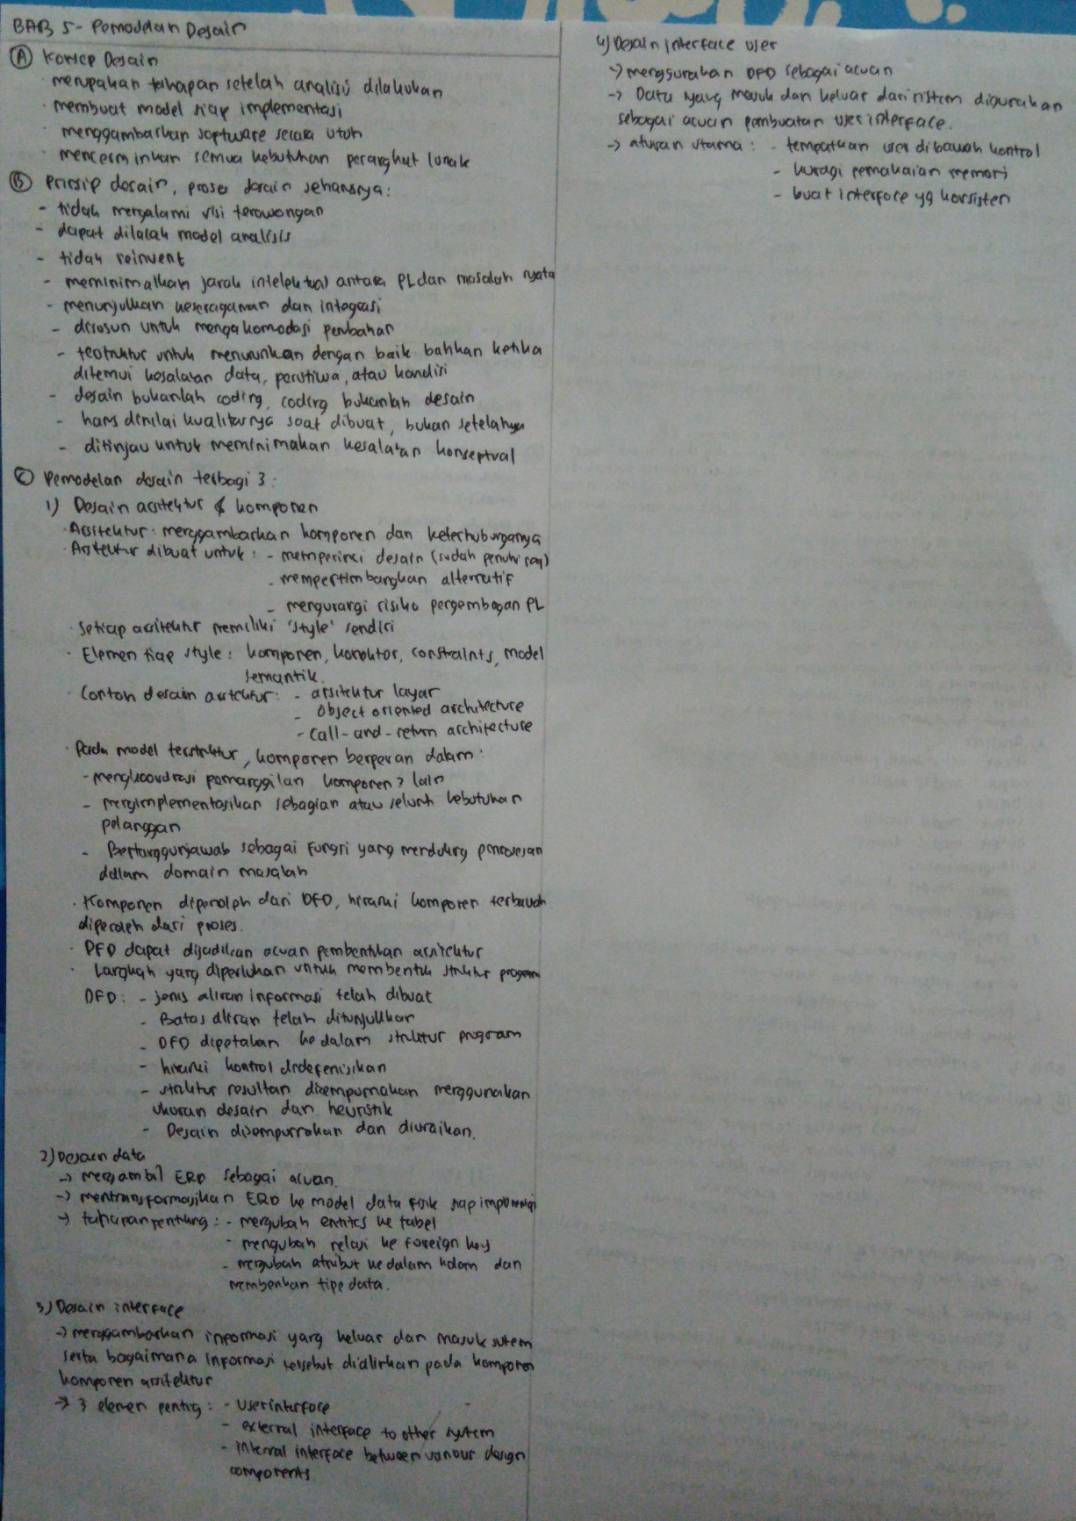 BAB 5 - Pemodelan Desain
Ⓐ Konsep Desain
· merupakan tahapan setelah analisis dilakukan
· membuat model siap implementasi
· menggambarkan software secara utuh
· mencerminkan semua kebutuhan perangkat lunak
Ⓑ Prinsip desain, proses desain seharusnya:
- tidak mengalami visi terowongan
- dapat dilacak model analisis
- tidak reinvent
- meminimalkan jarak intelektual antara PL dan masalah nyata
- menunjukkan keseragaman dan integrasi
- disusun untuk mengakomodasi perubahan
- terstruktur untuk menurunkan dengan baik bahkan ketika
ditemui kesalahan data, peristiwa, atau kondisi
- desain bukanlah coding, coding bukanlah desain
- harus dinilai kualitasnya saat dibuat, bukan setelahnya
- ditinjau untuk meminimakan kesalahan konseptual
Ⓒ Pemodelan desain terbagi 3:
1) Desain arsitektur & komponen
· Arsitektur: menggambarkan komponen dan keterhubungannya
· Arsitektur dibuat untuk: - memperinci desain (sudah penuhi req)
- mempertimbangkan alternatif
- mengurangi risiko pengembagan PL
· Setiap arsitektur memiliki 'style' sendiri
· Elemen tiap style: komponen, konektor, constraints, model
semantik.
· Contoh desain arsitektur: - arsitektur layar
- Object oriented architecture
- Call-and-return architecture
· Pada model terstruktur, komponen berperan dalam:
- mengkoordinasi pemanggilan komponen2 lain
- mengimplementasikan sebagian atau seluruh kebutuhan
pelanggan
- Bertanggungjawab sebagai fungsi yang mendukung pemrosesan
dalam domain masalah
· Komponen diperoleh dari DFD, hirarki komponen terbawah
diperoleh dari proses.
· DFD dapat dijadikan acuan pembentukan arsitektur
· Langkah yang diperlukan untuk membentuk struktur program
DFD: - jenis aliran informasi telah dibuat
- Batas aliran telah ditunjukkan
- DFD dipetakan ke dalam struktur program
- hirarki kontrol didefenisikan
- struktur resultan disempurnakan menggunakan
ukuran desain dan heuristik
- Desain disempurnakan dan diuraikan.
2) Desain data
-> mengambil ERD sebagai acuan.
-> mentransformasikan ERD ke model data fisik siap
-> tahapan penting: - mengubah entitas ke tabel
- mengubah relasi ke foreign key
- mengubah atribut ke dalam kolom dan
memberikan tipe data.
3) Desain interface
-> menggambarkan informasi yang keluar dan masuk sistem
serta bagaimana informasi tersebut dialirkan pada komponen
komponen arsitektur
-> 3 elemen penting: - User interface
- external interface to other system
- internal interface between various design
components
4) Desain interface user
-> menggunakan DFD sebagai acuan
-> Data yang masuk dan keluar dari sistem digunakan
sebagai acuan pembuatan user interface.
-> aturan utama: - tempatkan user dibawah kontrol
- kurangi pemakaian memori
- buat interface yg konsisten